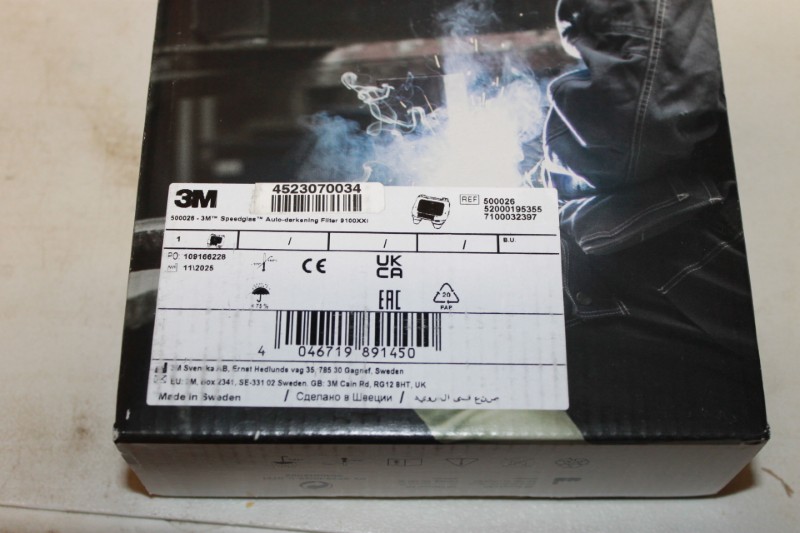 4523070034
3M
500026 - 3M™ Speedglas™ Auto-darkening Filter 9100XXi
REF 500026
52000195355
7100032397
1 / / / B.U.
PO: 109166228
11\2025
CE
UK
CA
EAC
20
PAP
4 046719 891450
3M Svenska AB, Ernst Hedlunds väg 35, 785 30 Gagnef, Sweden
EU: 3M, Box 2341, SE-331 02 Sweden. GB: 3M Cain Rd, RG12 8HT, UK
Made in Sweden / Сделано в Швеции /